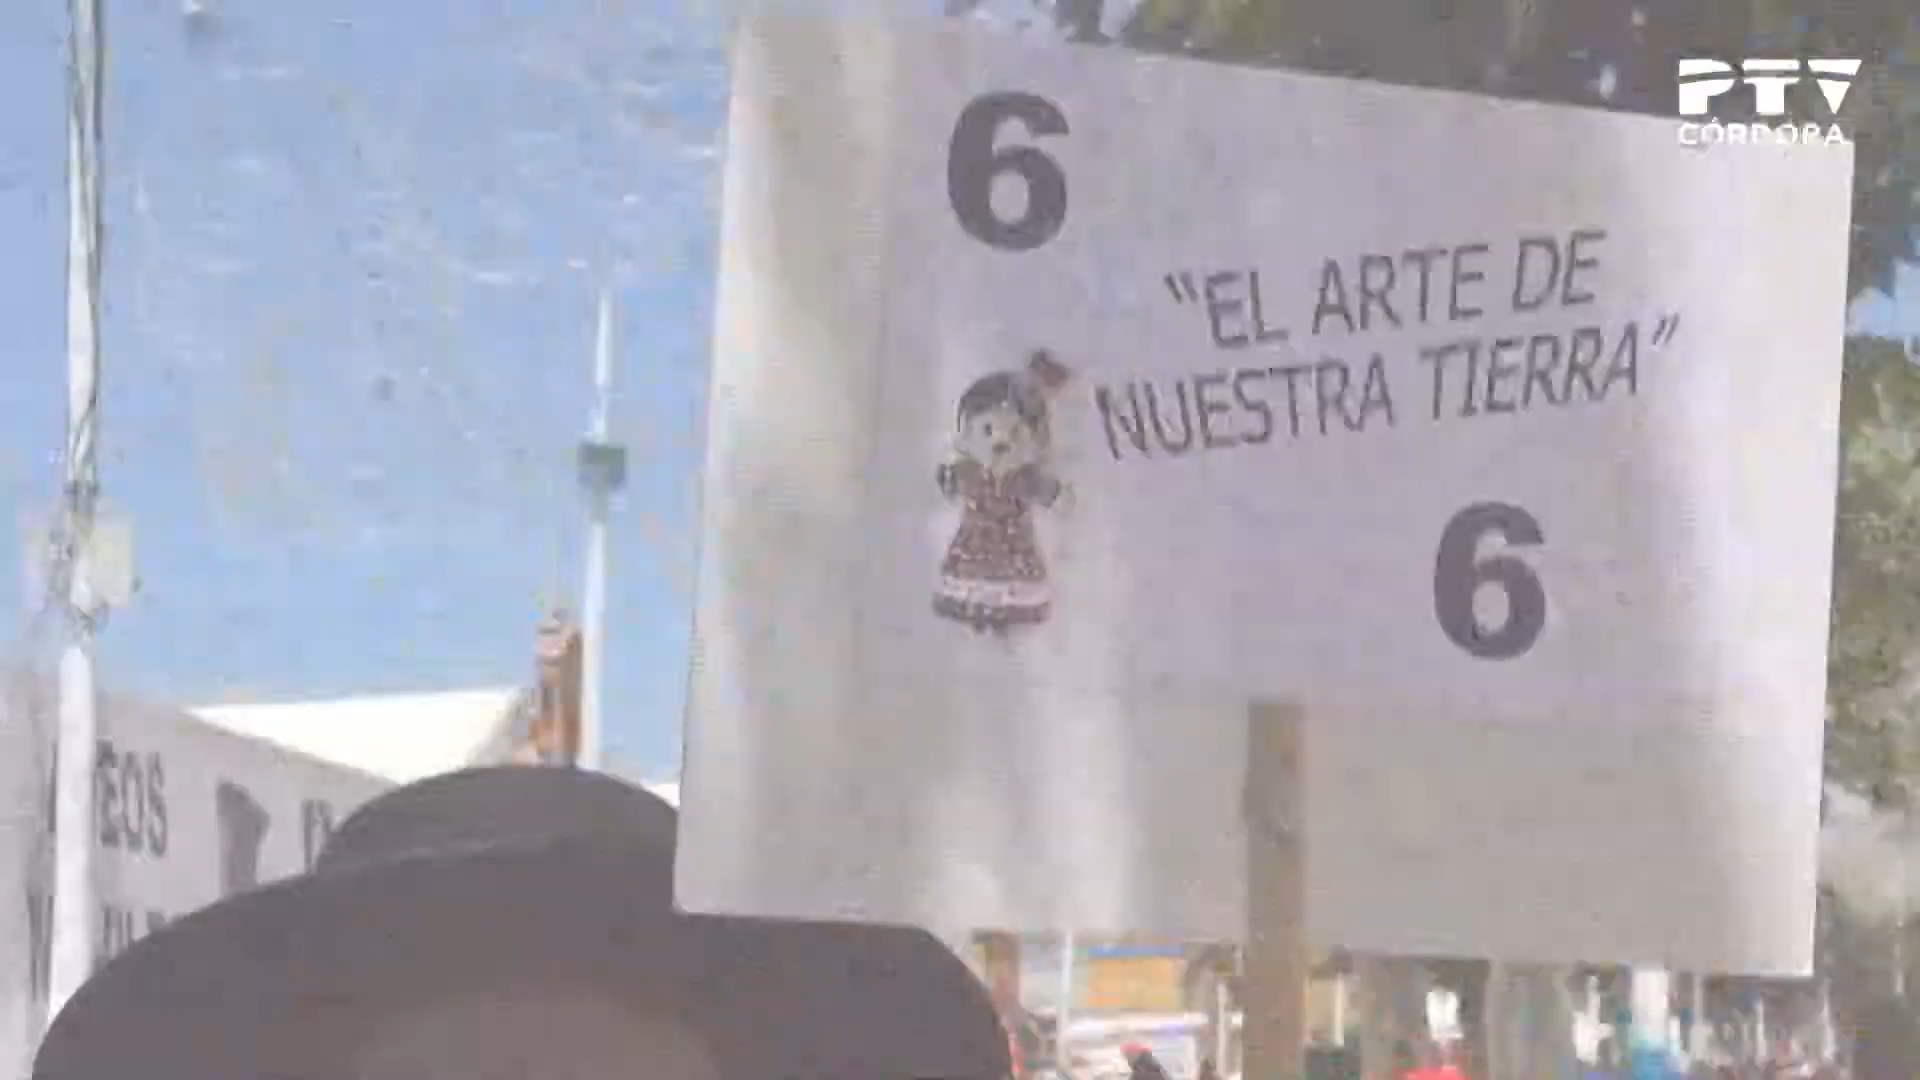 PTV
CÓRDOBA
6
"EL ARTE DE
NUESTRA TIERRA"
6